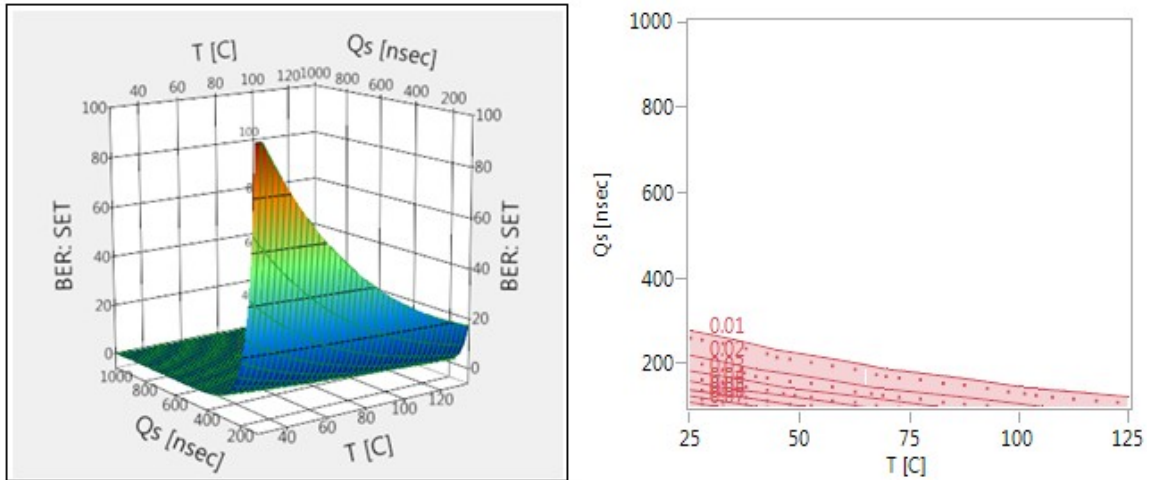 T [C]
Qs [nsec]
40 60 80 100 120 1000 800 600 400 200
100 80 60 40 20 0
BER: SET
100
100 80 60 40 20 0
BER: SET
1000 800 600 400 200
Qs [nsec]
40 60 80 100 120
T [C]
1000
800
600
400
200
Qs [nsec]
0.01
0.02
25 50 75 100 125
T [C]